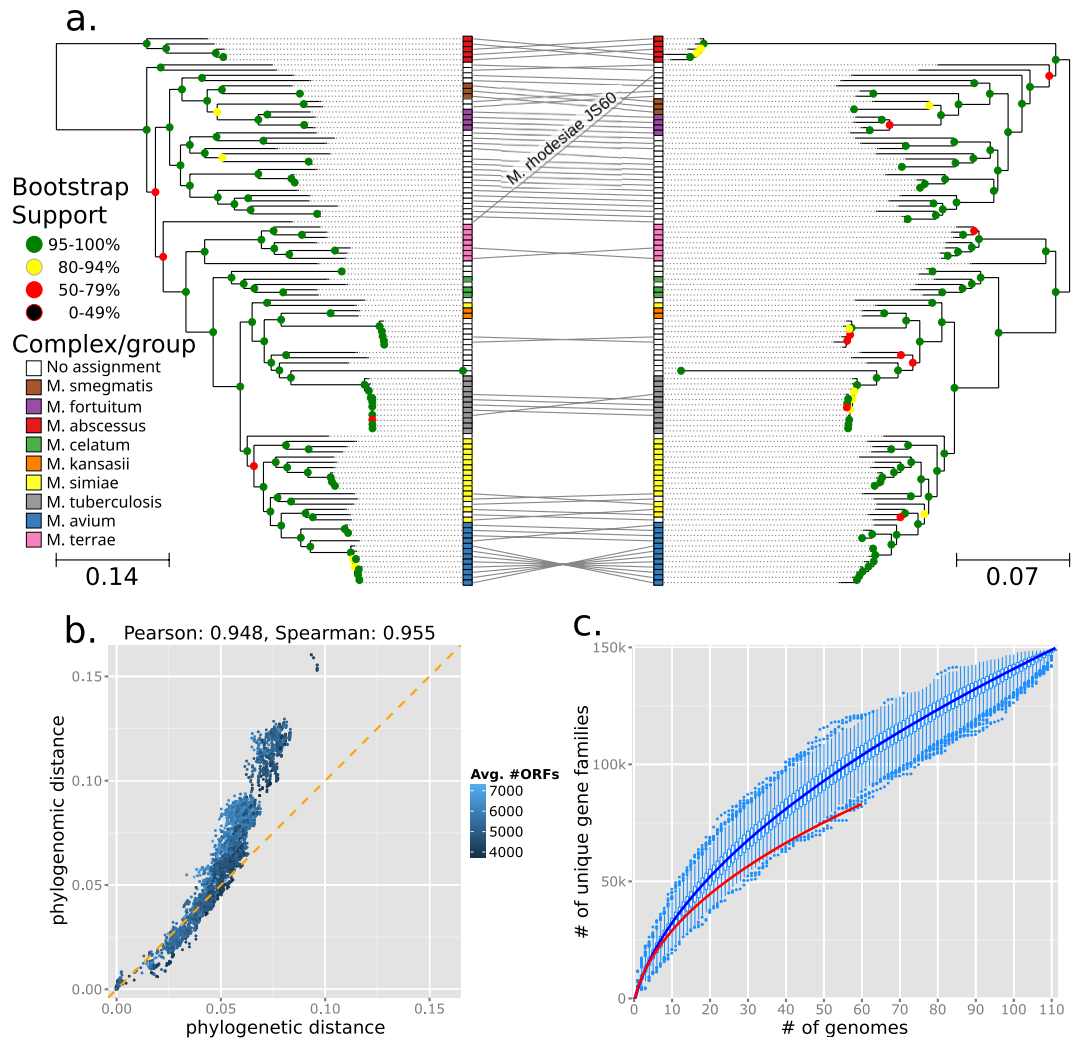 a.
M. rhodesiae JS60
Bootstrap
Support
95-100%
80-94%
50-79%
0-49%
Complex/group
No assignment
M. smegmatis
M. fortuitum
M. abscessus
M. celatum
M. kansasii
M. simiae
M. tuberculosis
M. avium
M. terrae
0.14
0.07
b.
Pearson: 0.948, Spearman: 0.955
phylogenomic distance
0.15
0.10
0.05
0.00
0.00 0.05 0.10 0.15
phylogenetic distance
Avg. #ORFs
7000
6000
5000
4000
c.
# of unique gene families
150k
100k
50k
0
0 10 20 30 40 50 60 70 80 90 100 110
# of genomes